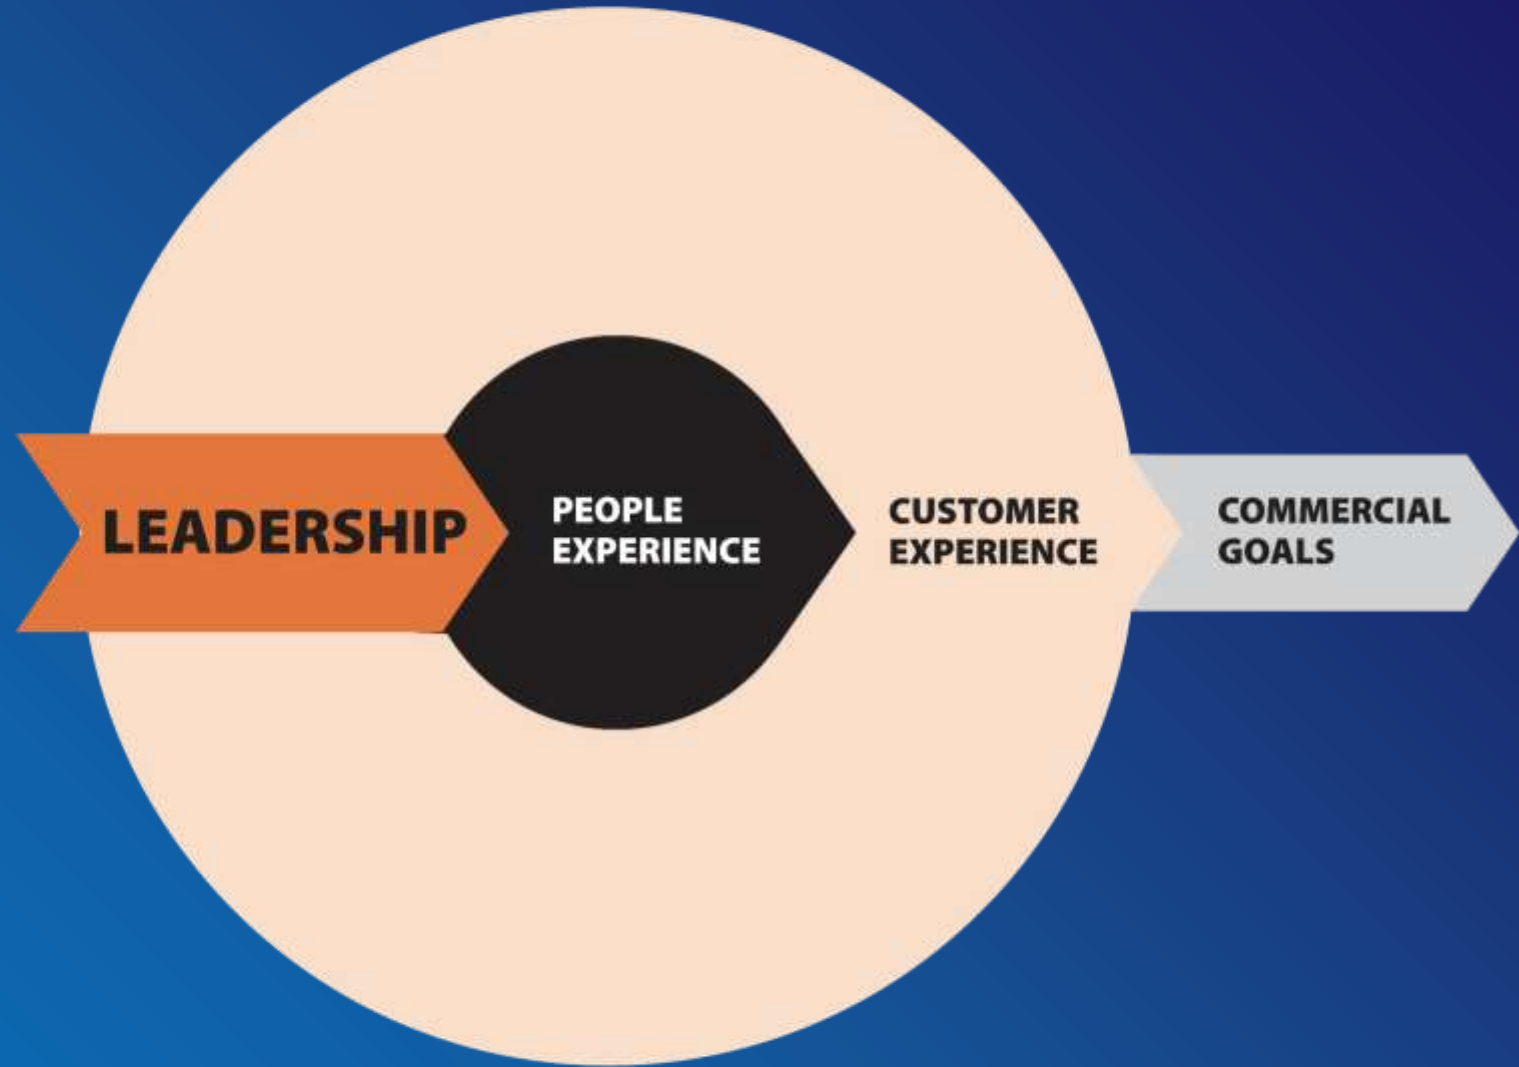 LEADERSHIP
PEOPLE
EXPERIENCE
CUSTOMER
EXPERIENCE
COMMERCIAL
GOALS